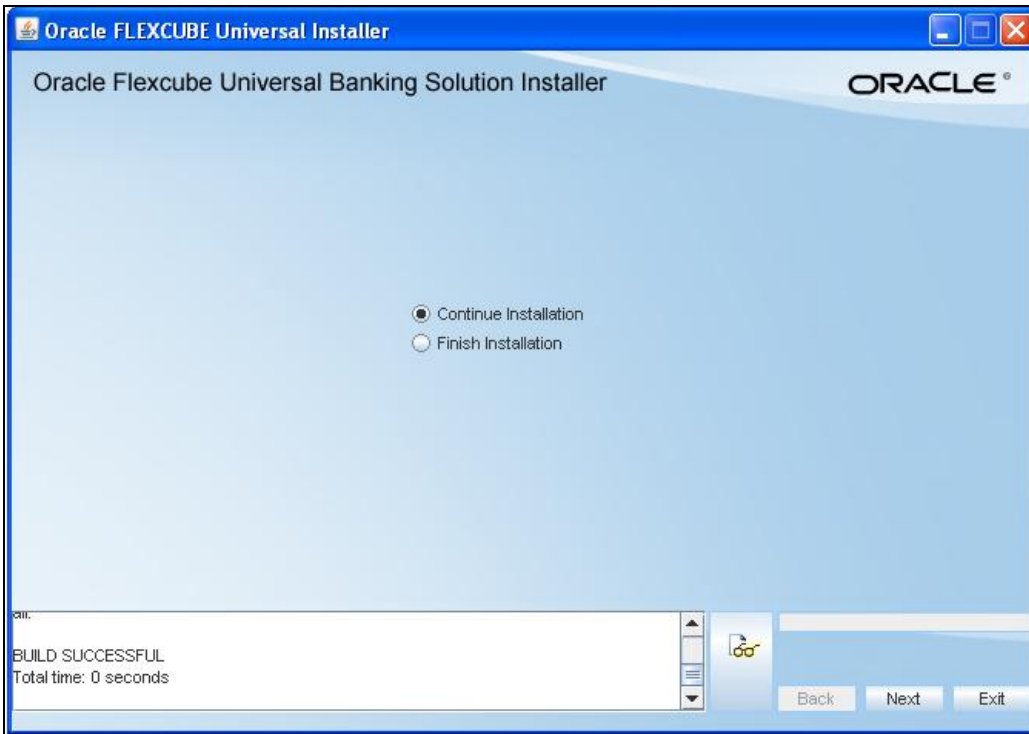 Oracle FLEXCUBE Universal Installer
Oracle Flexcube Universal Banking Solution Installer
ORACLE®
Continue Installation
Finish Installation
BUILD SUCCESSFUL
Total time: 0 seconds
Back Next Exit